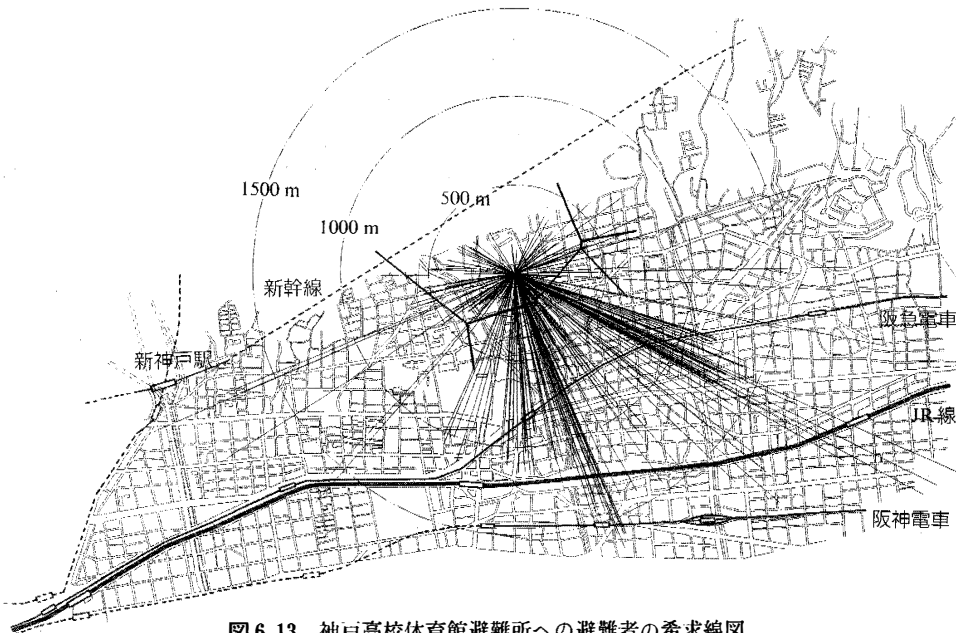 1500 m
500 m
1000 m
新幹線
阪急電車
新神戸駅
JR線
阪神電車
図6.13 神戸高校体育館避難所への避難者の希求線図